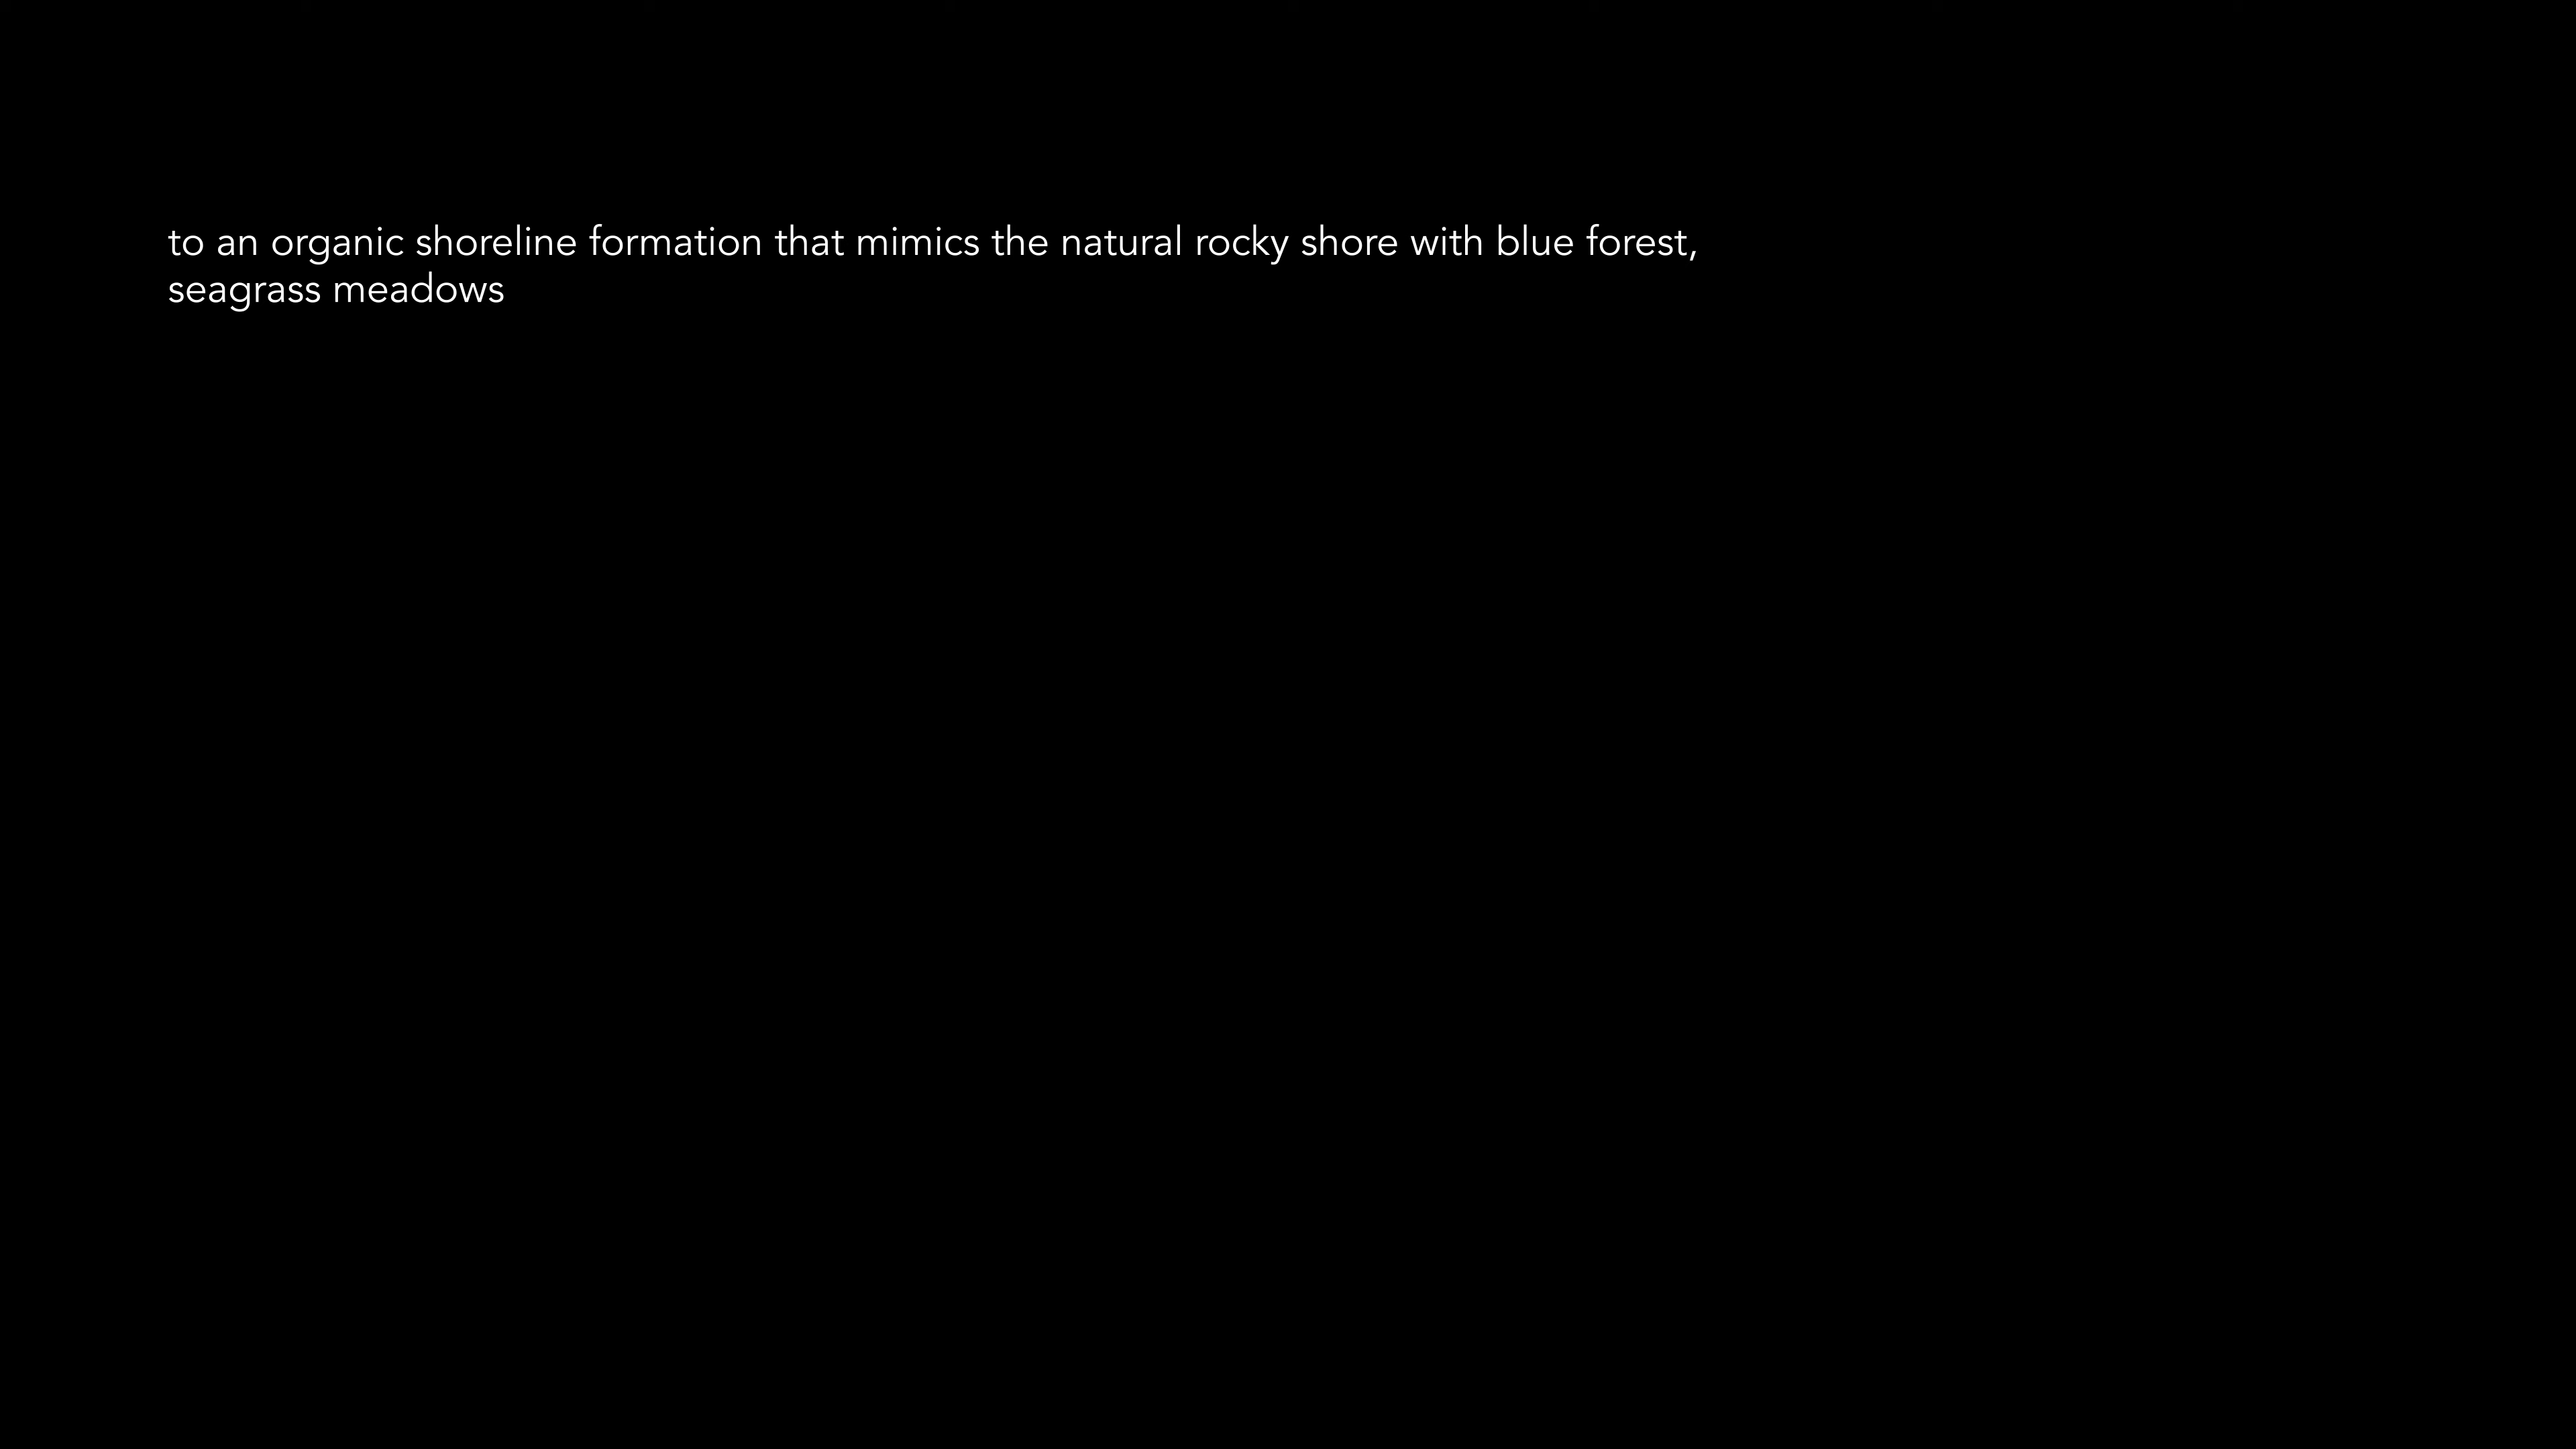 to an organic shoreline formation that mimics the natural rocky shore with blue forest,
seagrass meadows